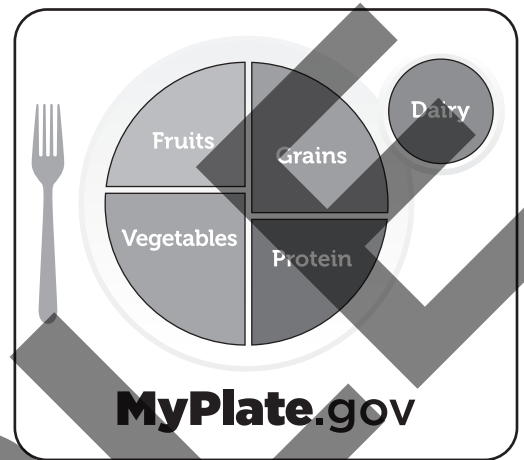 Dairy
Fruits
Grains
Vegetables
Protein
MyPlate.gov